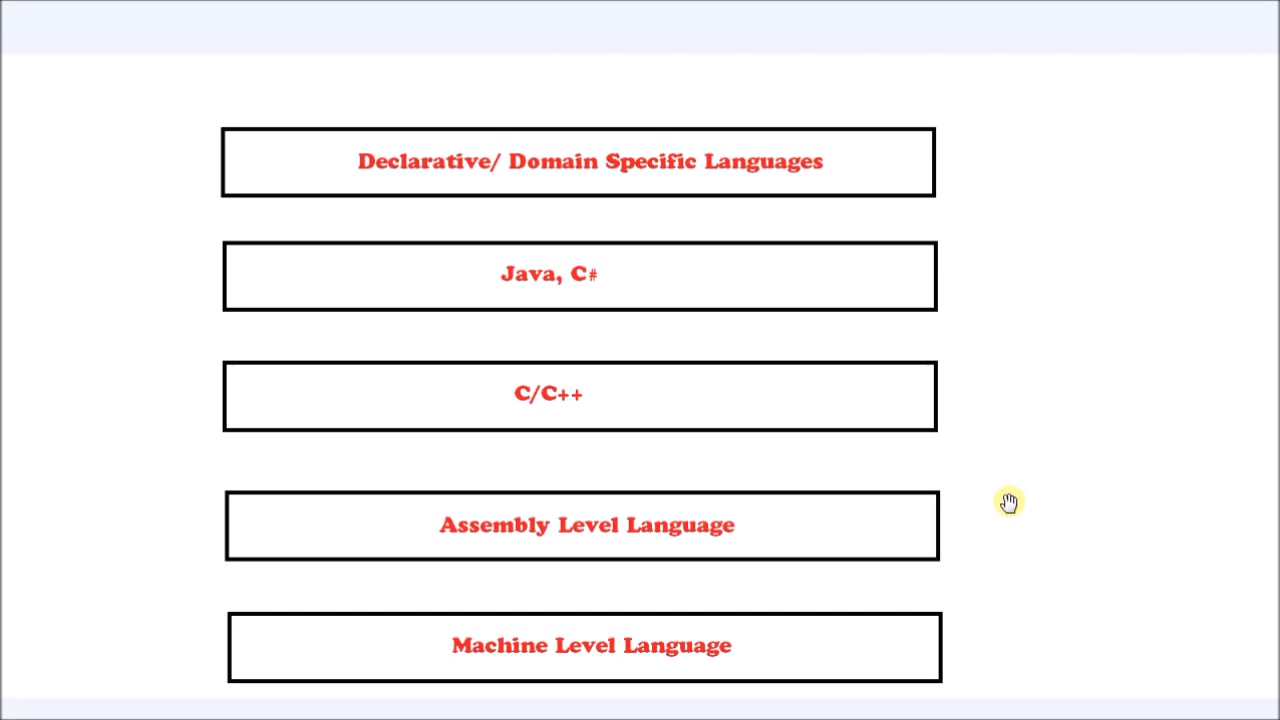 Declarative/ Domain Specific Languages
Java, C#
C/C++
Assembly Level Language
Machine Level Language